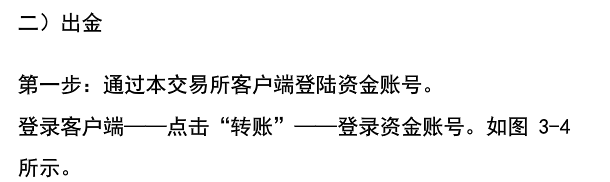 二）出金
第一步：通过本交易所客户端登陆资金账号。
登录客户端——点击“转账”——登录资金账号。如图 3-4
所示。